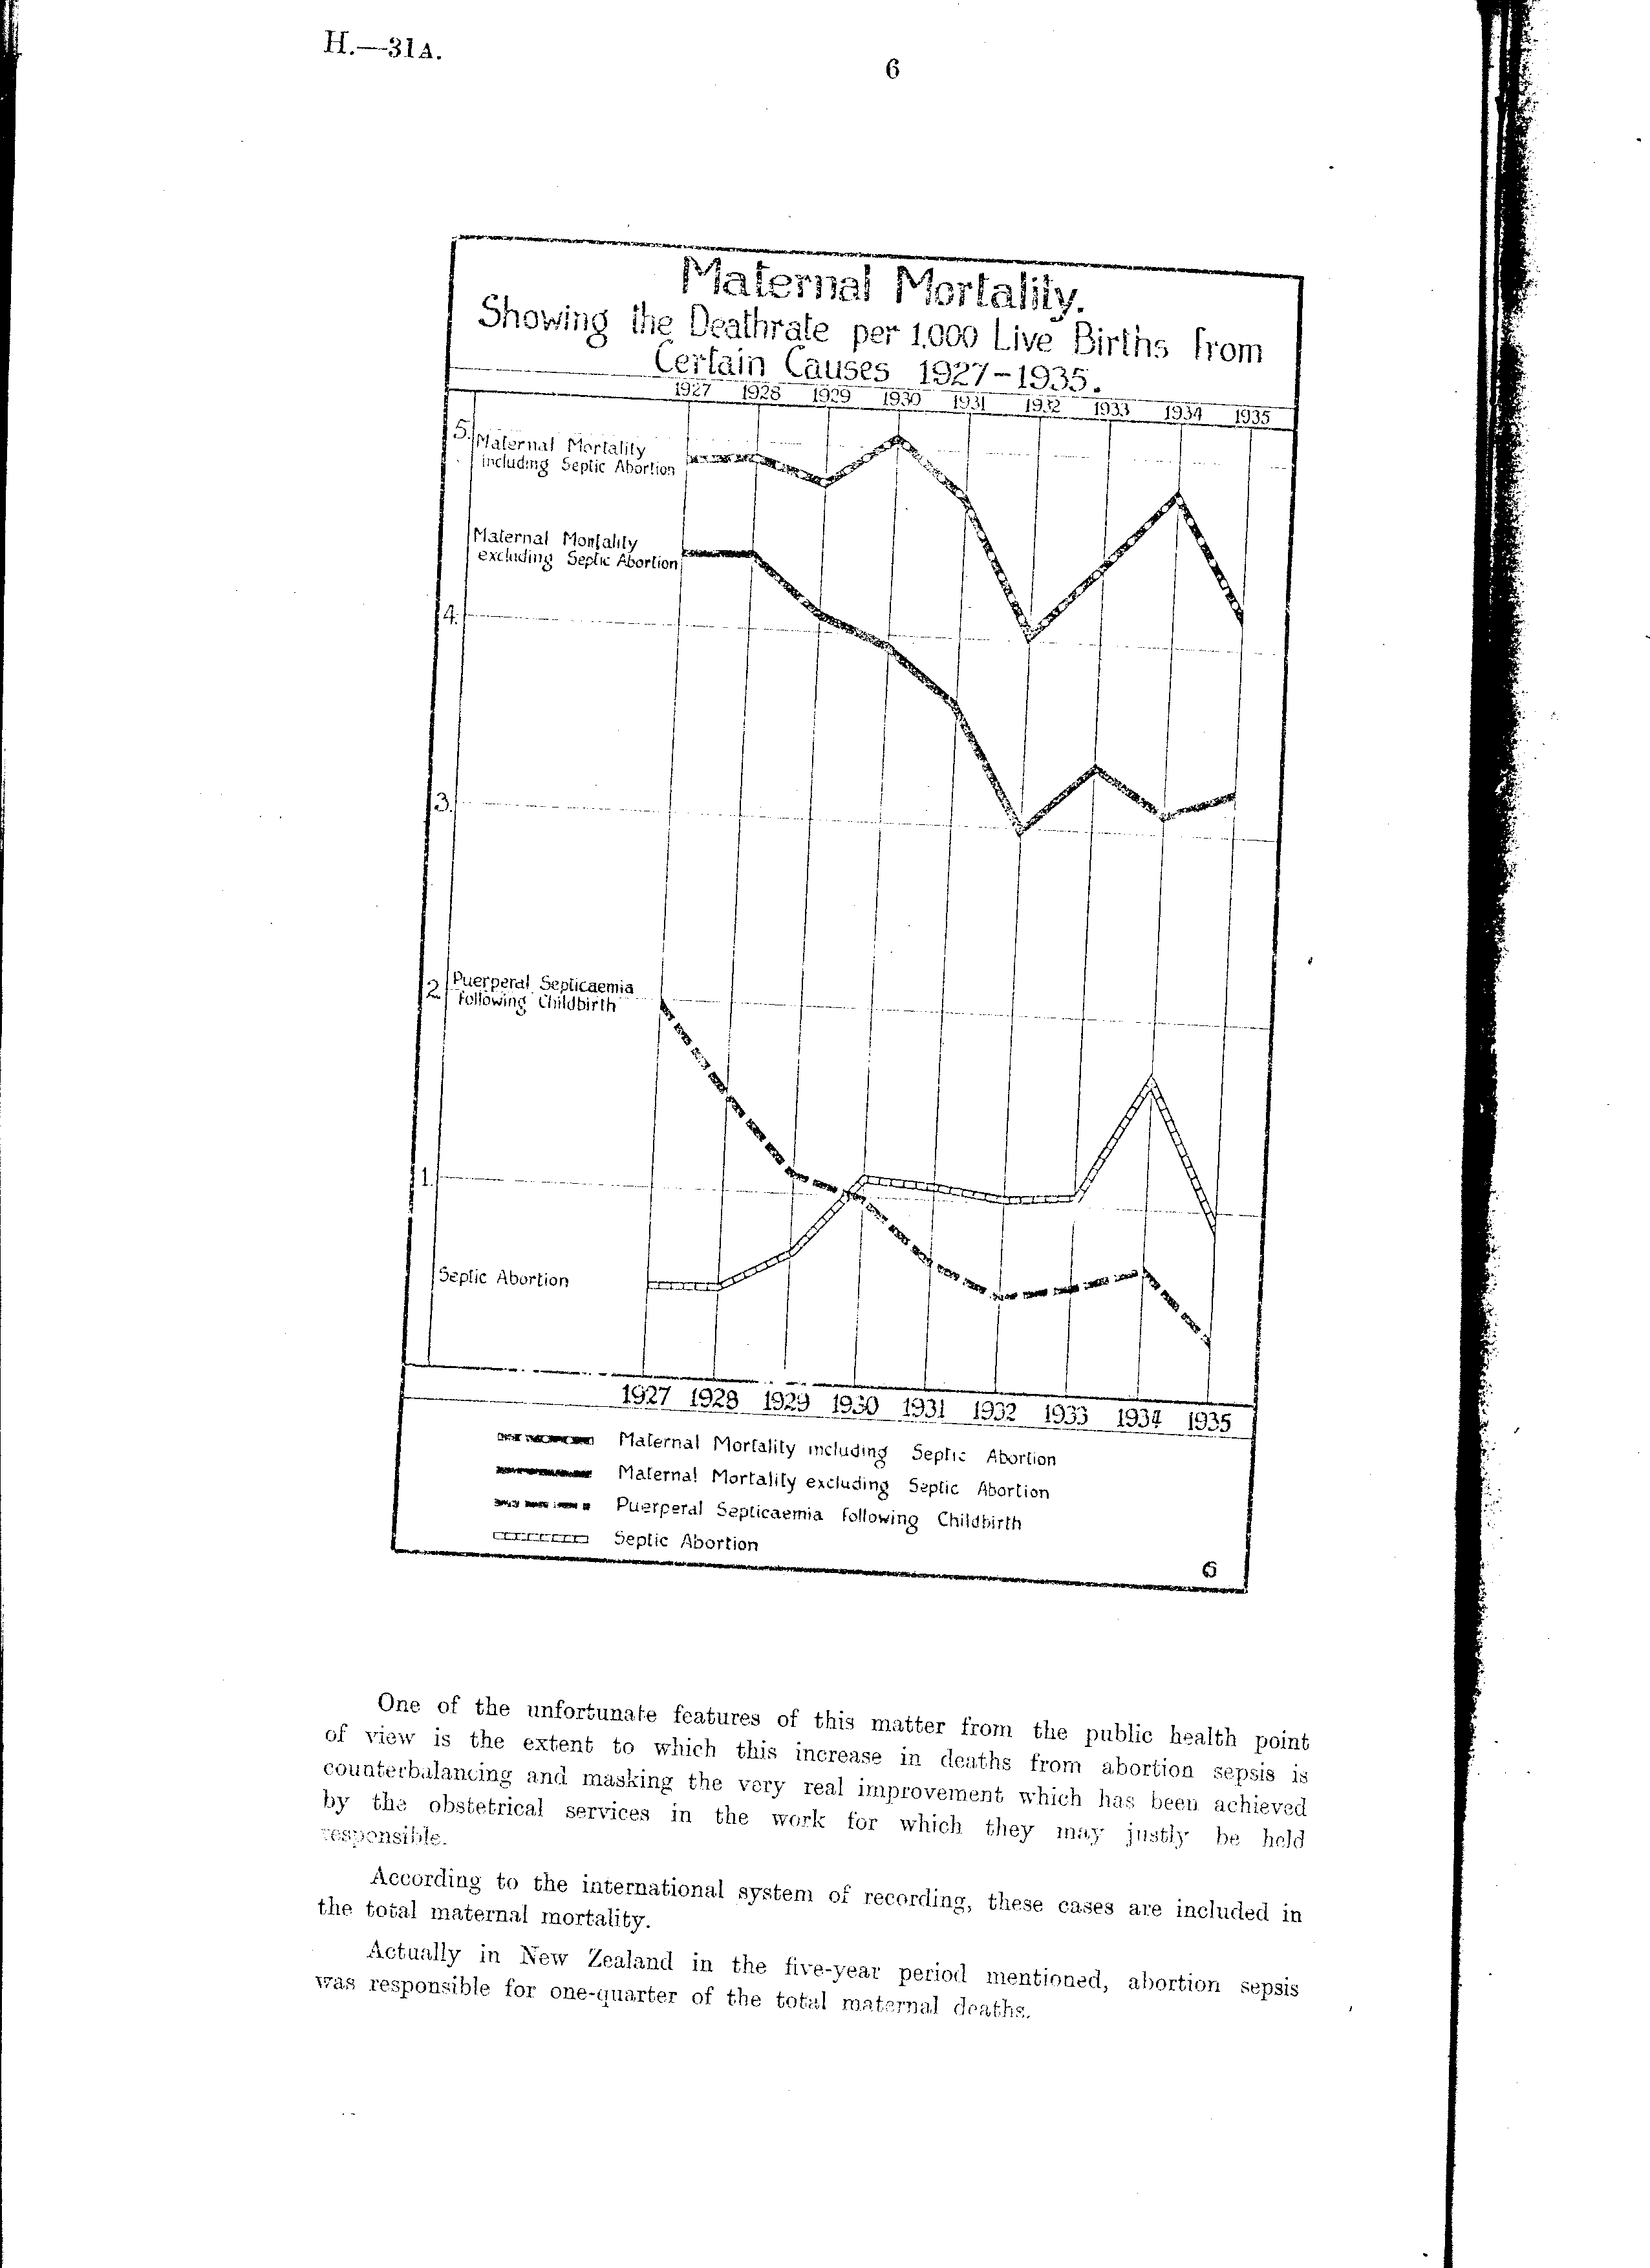 H.—31A.
6
Maternal Mortality.
Showing the Deathrate per 1,000 Live Births from
Certain Causes 1927-1935.
1927 1928 1929 1930 1931 1932 1933 1934 1935
5.
Maternal Mortality
including Septic Abortion
Maternal Mortality
excluding Septic Abortion
4.
3.
2.
Puerperal Septicaemia
following Childbirth
1.
Septic Abortion
1927 1928 1929 1930 1931 1932 1933 1934 1935
Maternal Mortality including Septic Abortion
Maternal Mortality excluding Septic Abortion
Puerperal Septicaemia following Childbirth
Septic Abortion
6
One of the unfortunate features of this matter from the public health point
of view is the extent to which this increase in deaths from abortion sepsis is
counterbalancing and masking the very real improvement which has been achieved
by the obstetrical services in the work for which they may justly be held
responsible.
According to the international system of recording, these cases are included in
the total maternal mortality.
Actually in New Zealand in the five-year period mentioned, abortion sepsis
was responsible for one-quarter of the total maternal deaths.